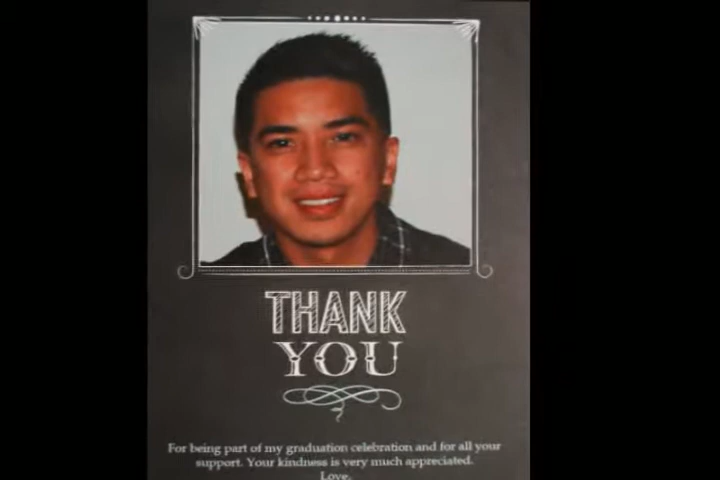 THANK
YOU
For being part of my graduation celebration and for all your
support. Your kindness is very much appreciated.
Love,